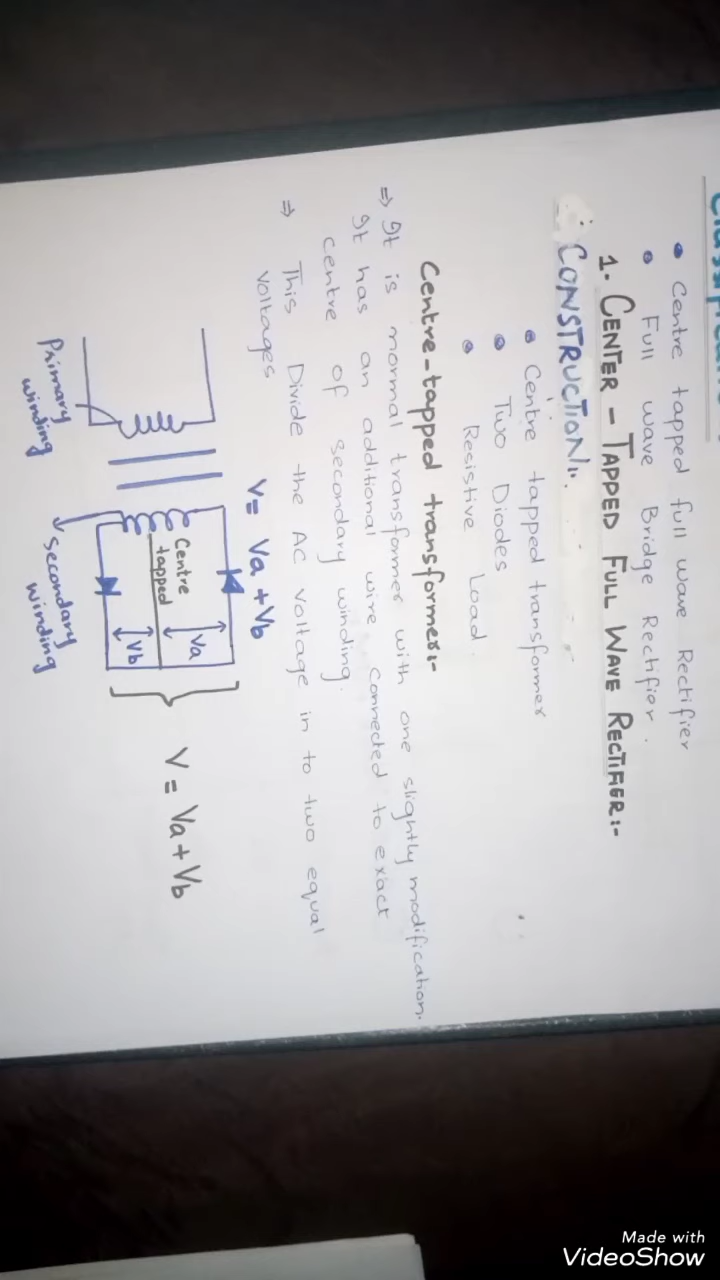 • Centre tapped full wave Rectifier
• Full wave Bridge Rectifier.
1. CENTER - TAPPED FULL WAVE RECTIFIER:-
CONSTRUCTION:-
• Centre tapped transformer
• Two Diodes
• Resistive Load.
Centre-tapped transformer:-
⇒ It is normal transformer with one slightly modification.
It has an additional wire connected to exact
centre of secondary winding.
⇒ This Divide the AC voltage in to two equal
voltages
V = Va + Vb
Centre
tapped
Va
Vb
V = Va + Vb
Primary
winding
Secondary
winding
Made with
VideoShow